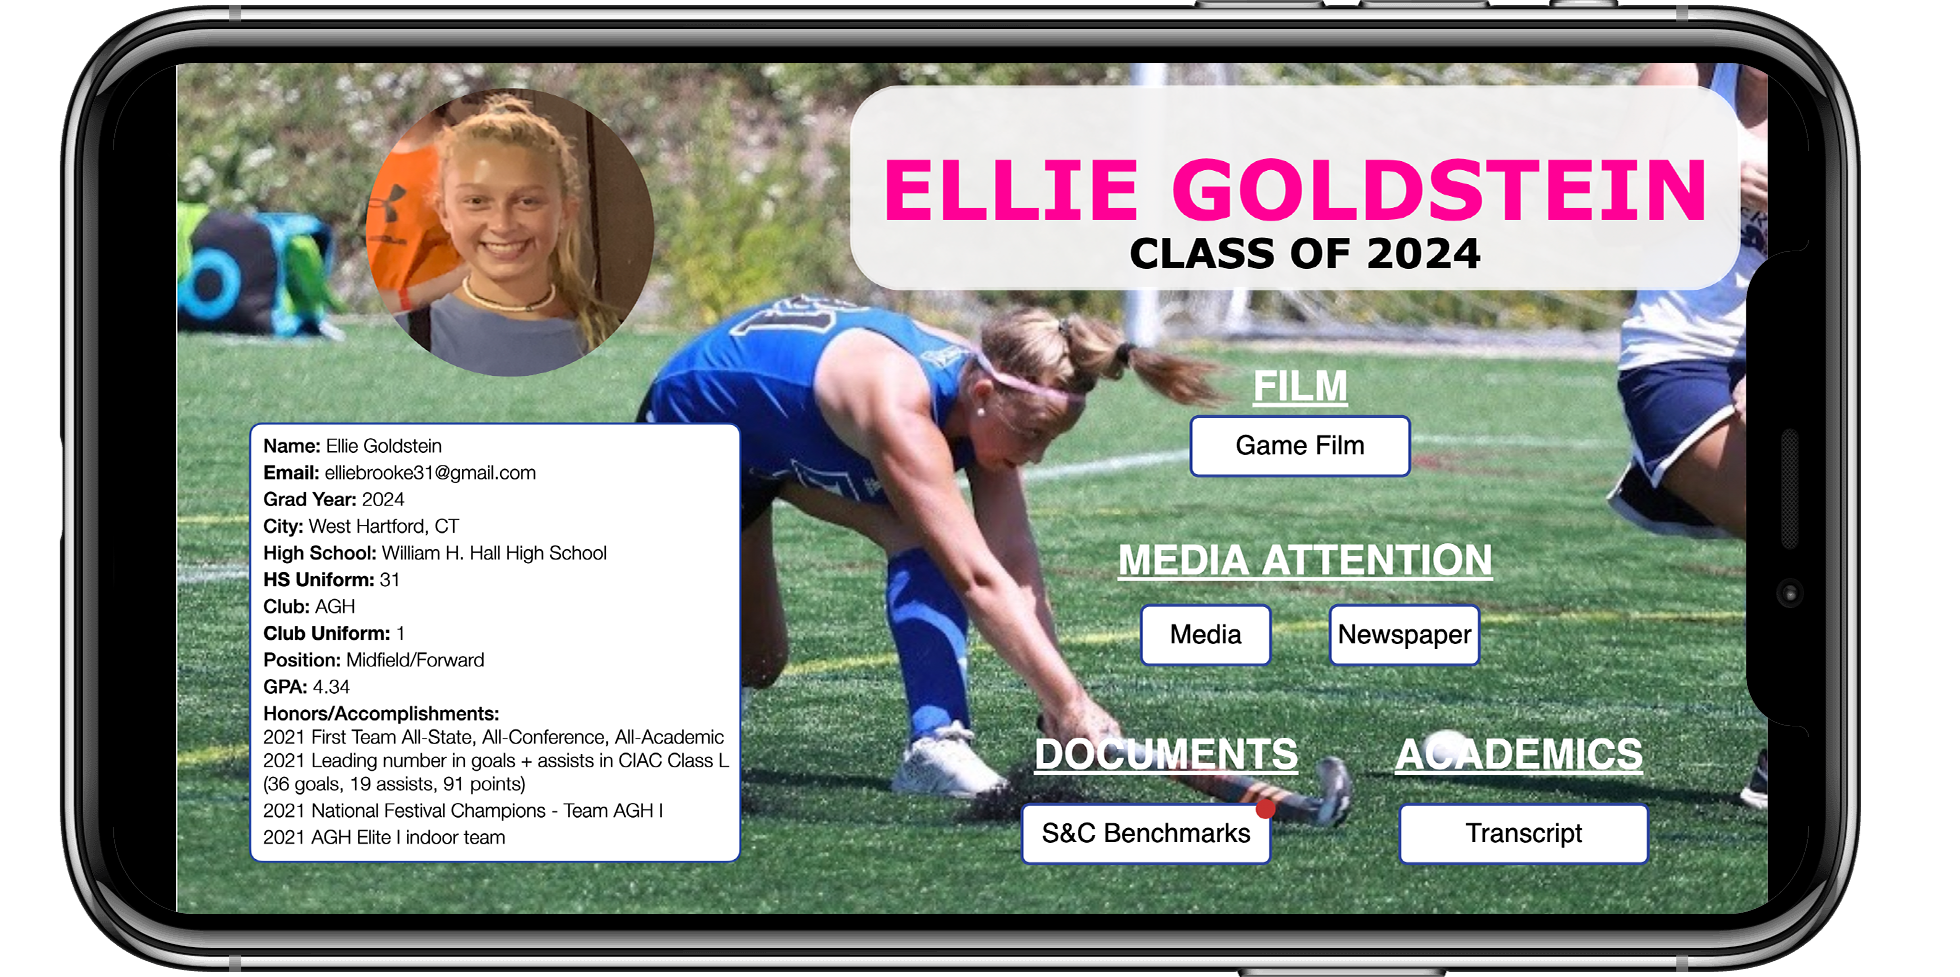 ELLIE GOLDSTEIN
CLASS OF 2024
Name: Ellie Goldstein
Email: elliebrooke31@gmail.com
Grad Year: 2024
City: West Hartford, CT
High School: William H. Hall High School
HS Uniform: 31
Club: AGH
Club Uniform: 1
Position: Midfield/Forward
GPA: 4.34
Honors/Accomplishments:
2021 First Team All-State, All-Conference, All-Academic
2021 Leading number in goals + assists in CIAC Class L
(36 goals, 19 assists, 91 points)
2021 National Festival Champions - Team AGH I
2021 AGH Elite I indoor team
FILM
Game Film
MEDIA ATTENTION
Media
Newspaper
DOCUMENTS
S&C Benchmarks
ACADEMICS
Transcript